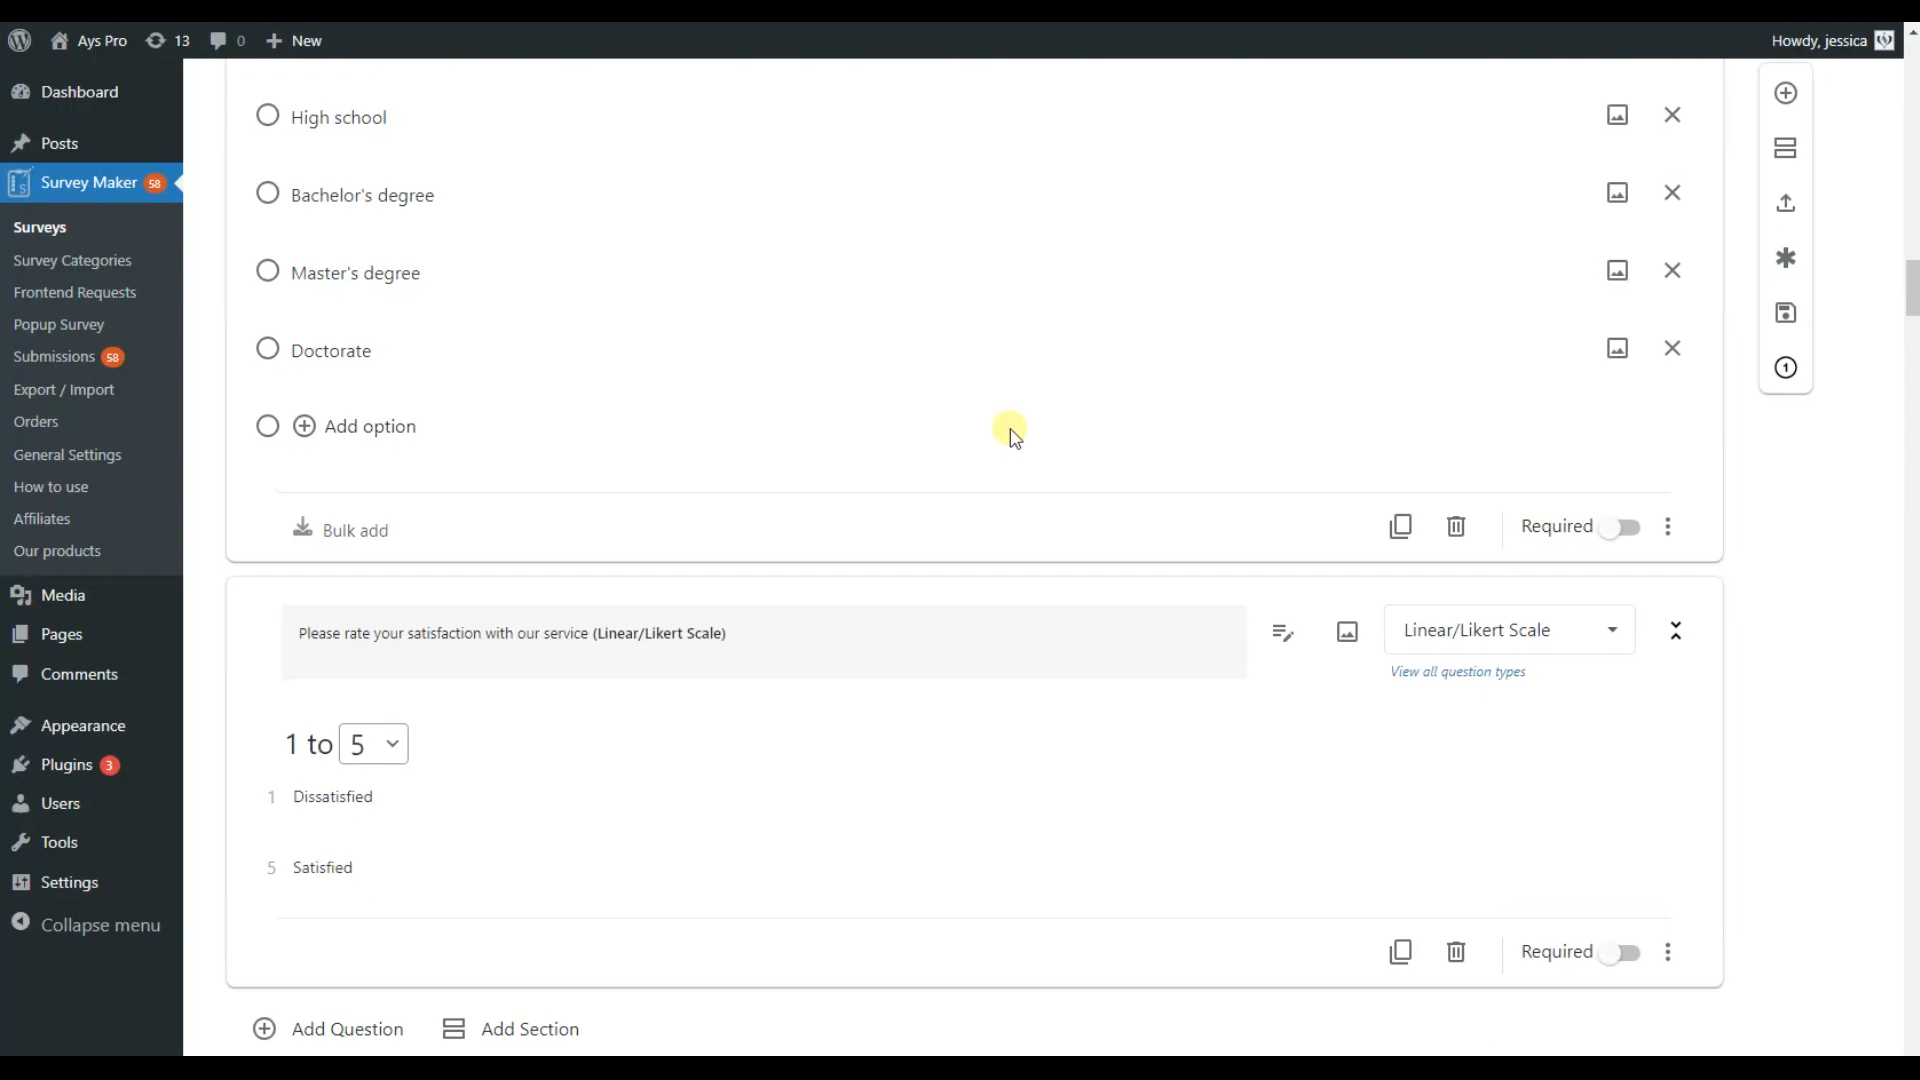 Ays Pro 13 0 New Howdy, jessica
Dashboard
Posts
Survey Maker 58
Surveys
Survey Categories
Frontend Requests
Popup Survey
Submissions 58
Export / Import
Orders
General Settings
How to use
Affiliates
Our products
Media
Pages
Comments
Appearance
Plugins 3
Users
Tools
Settings
Collapse menu
High school
Bachelor's degree
Master's degree
Doctorate
Add option
Bulk add
Required
Please rate your satisfaction with our service (Linear/Likert Scale)
Linear/Likert Scale
View all question types
1 to 5
1 Dissatisfied
5 Satisfied
Required
Add Question Add Section
1